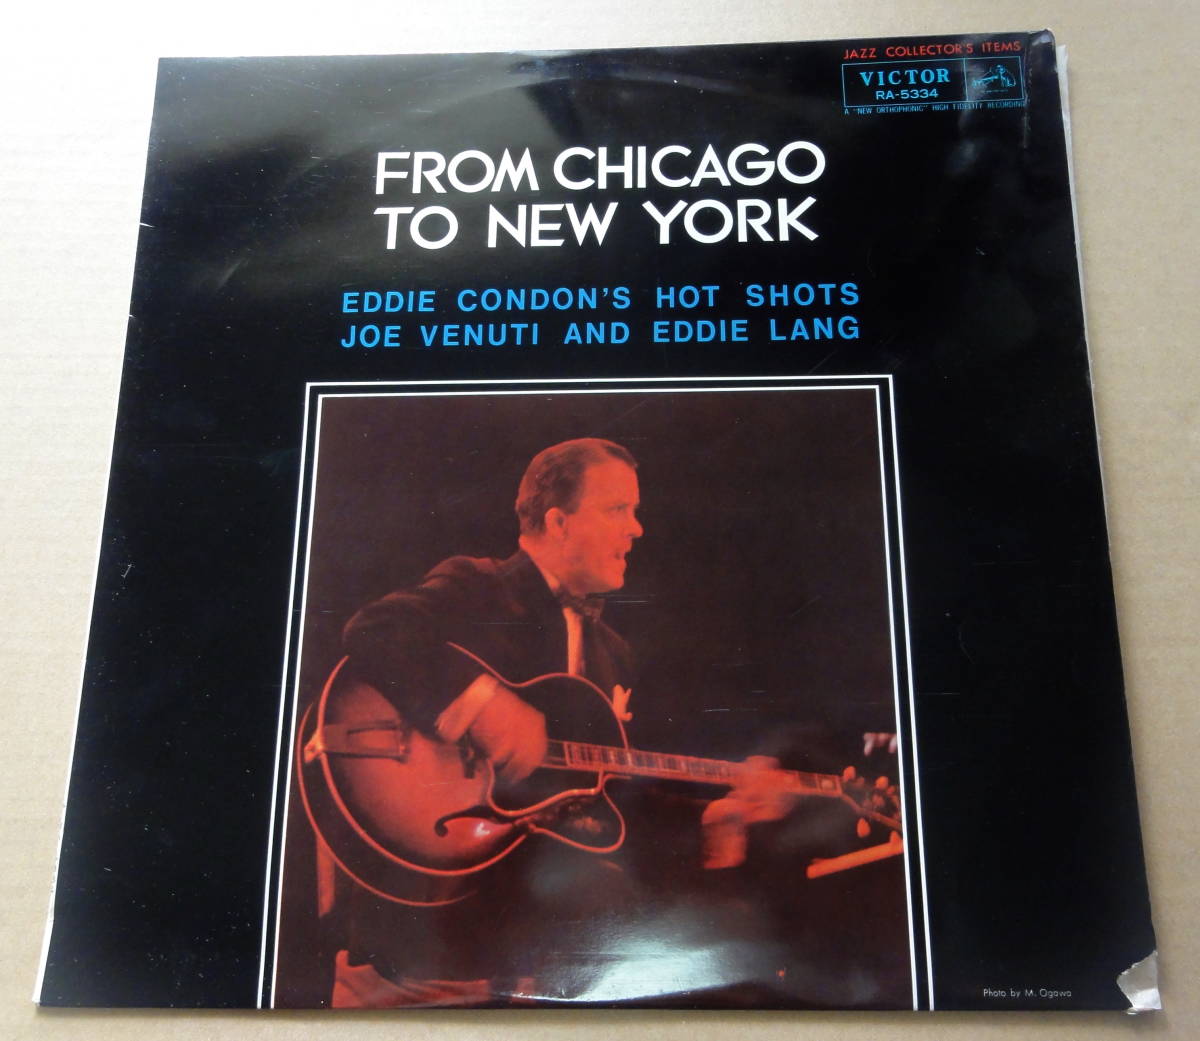 JAZZ COLLECTOR'S ITEMS
VICTOR
RA-5334
A "NEW ORTHOPHONIC" HIGH FIDELITY RECORDING
FROM CHICAGO
TO NEW YORK
EDDIE CONDON'S HOT SHOTS
JOE VENUTI AND EDDIE LANG
Photo by M. Ogawa